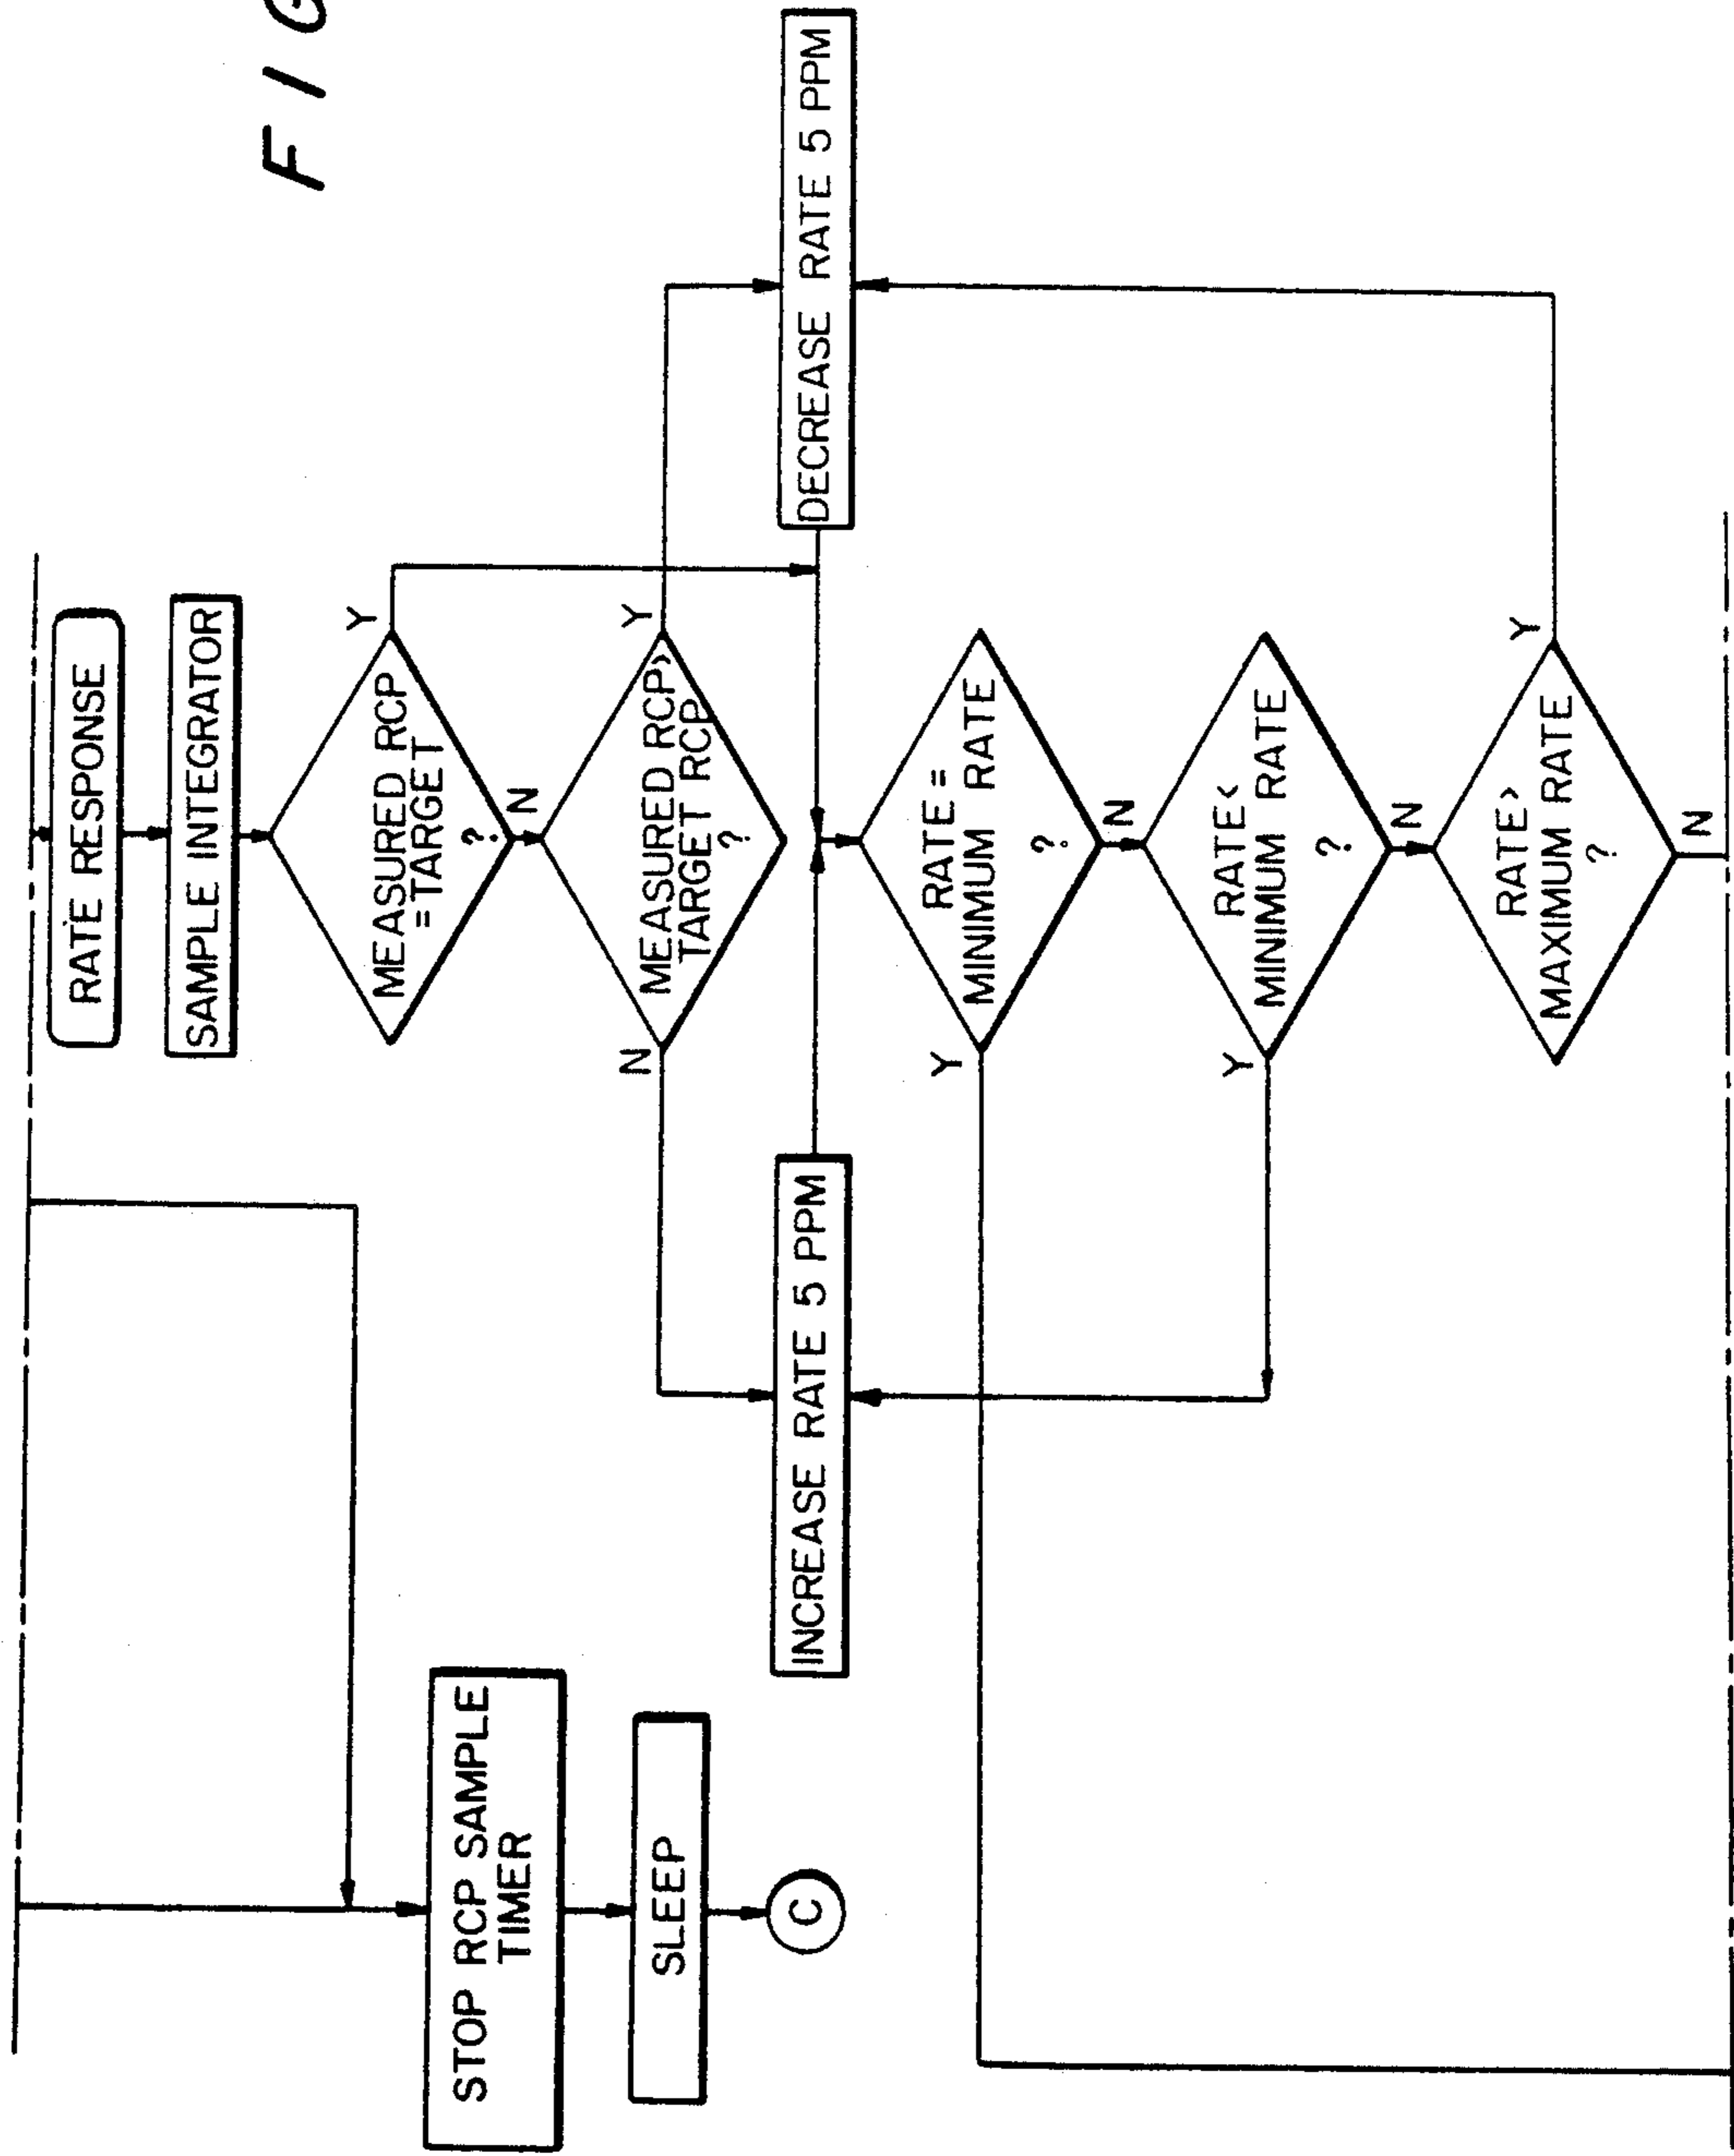 FIG
RATE RESPONSE
SAMPLE INTEGRATOR
MEASURED RCP
=TARGET
?
Y
N
MEASURED RCP>
TARGET RCP
?
Y
N
INCREASE RATE 5 PPM
DECREASE RATE 5 PPM
RATE =
MINIMUM RATE
?
Y
N
RATE<
MINIMUM RATE
?
Y
N
RATE>
MAXIMUM RATE
?
Y
N
STOP RCP SAMPLE
TIMER
SLEEP
C